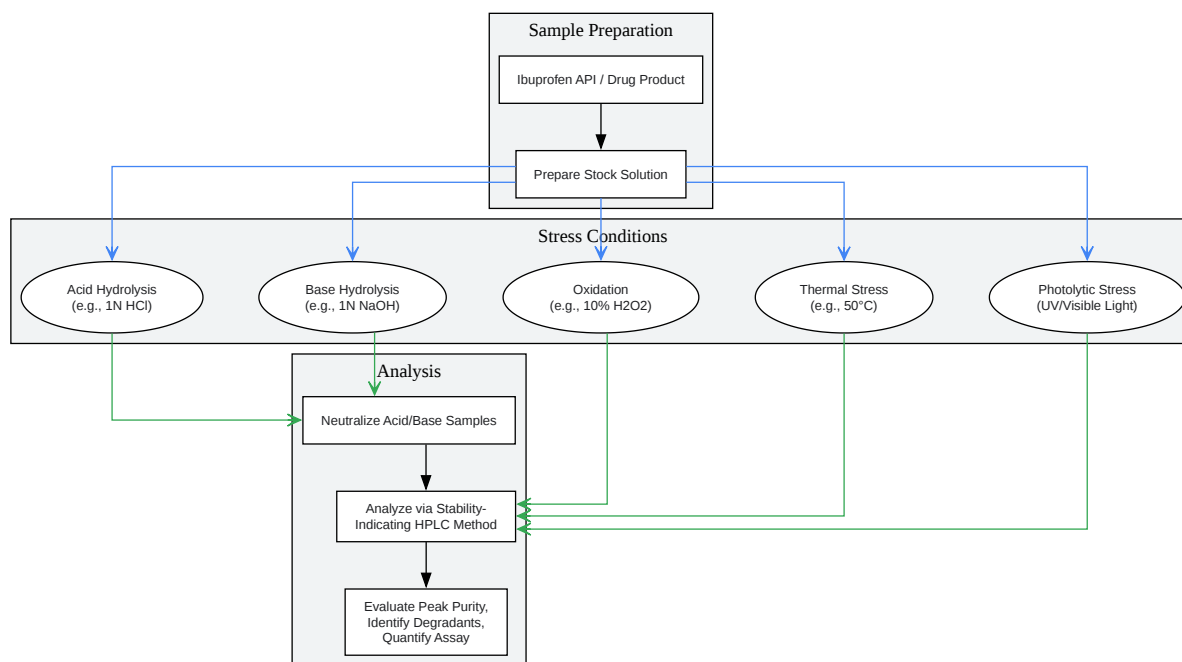 Sample Preparation
Ibuprofen API / Drug Product
Prepare Stock Solution
Stress Conditions
Acid Hydrolysis
(e.g., 1N HCl)
Base Hydrolysis
(e.g., 1N NaOH)
Oxidation
(e.g., 10% H2O2)
Thermal Stress
(e.g., 50°C)
Photolytic Stress
(UV/Visible Light)
Analysis
Neutralize Acid/Base Samples
Analyze via Stability-
Indicating HPLC Method
Evaluate Peak Purity,
Identify Degradants,
Quantify Assay